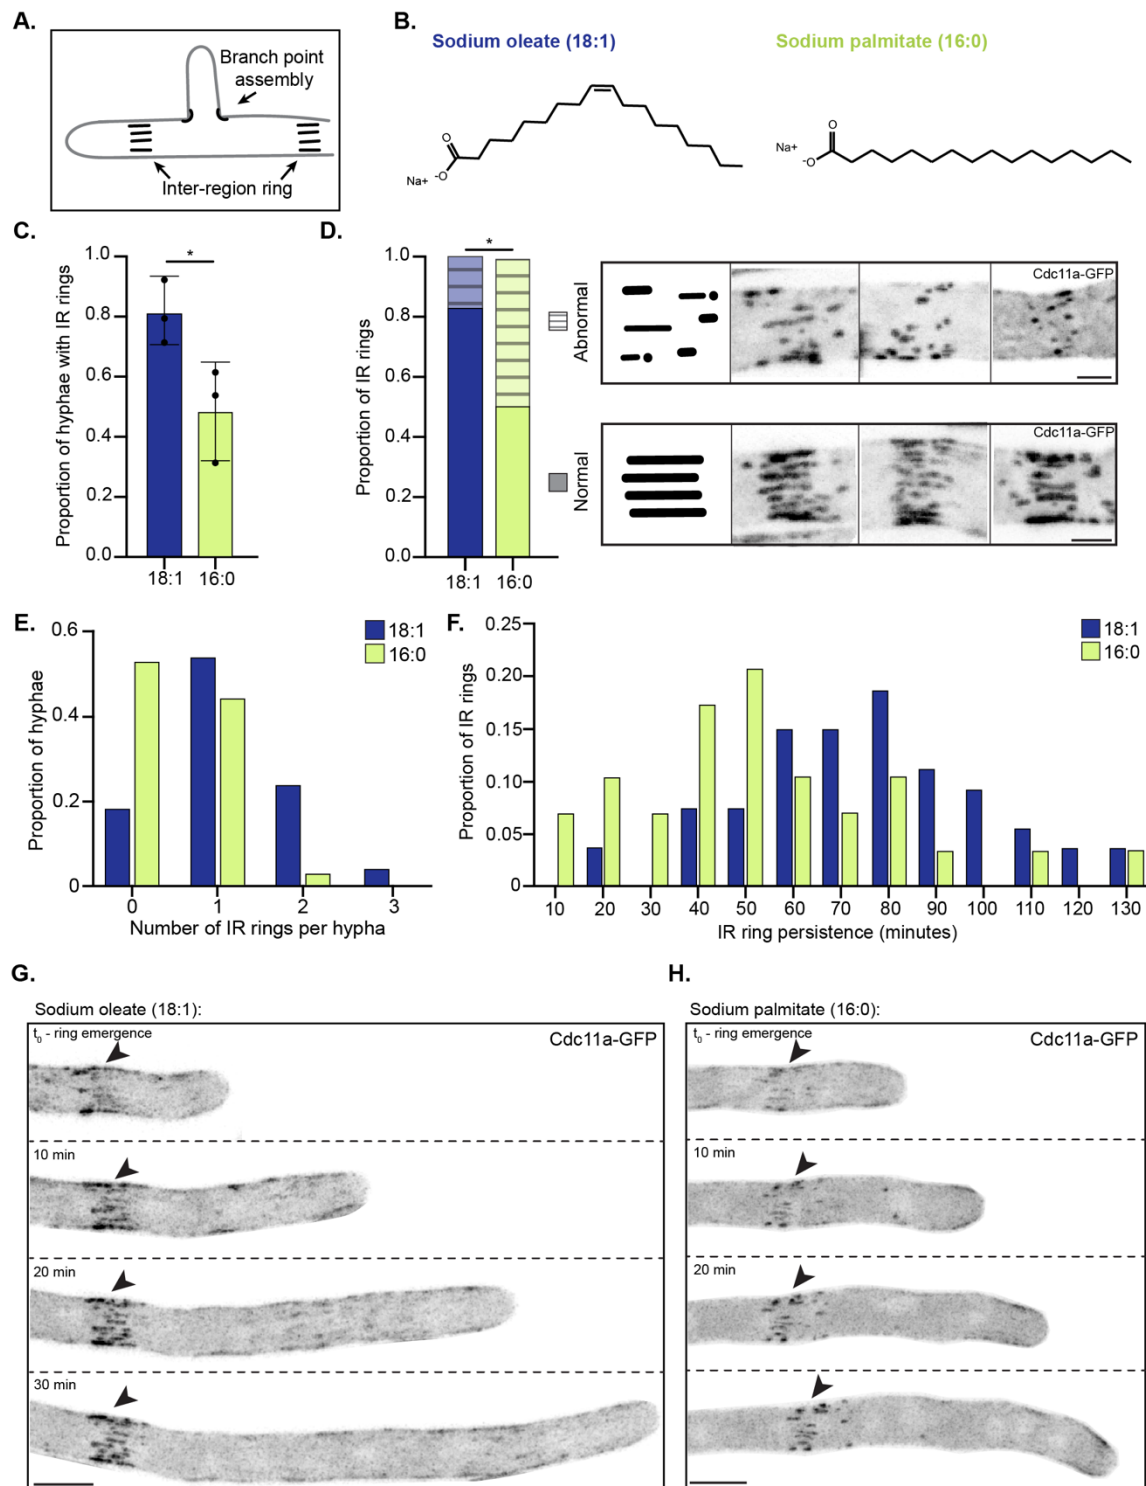 A.
Branch point
assembly
Inter-region ring
B.
Sodium oleate (18:1)
Sodium palmitate (16:0)
O
-O
Na+
O
-O
Na+
C.
Proportion of hyphae with IR rings
1.0
0.8
0.6
0.4
0.2
0.0
*
18:1
16:0
D.
Proportion of IR rings
1.0
0.8
0.6
0.4
0.2
0.0
*
18:1
16:0
Abnormal
Cdc11a-GFP
Normal
Cdc11a-GFP
E.
Proportion of hyphae
0.6
0.4
0.2
0
18:1
16:0
0 1 2 3
Number of IR rings per hypha
F.
Proportion of IR rings
0.25
0.20
0.15
0.10
0.05
0
18:1
16:0
10 20 30 40 50 60 70 80 90 100 110 120 130
IR ring persistence (minutes)
G.
Sodium oleate (18:1):
t0 - ring emergence
Cdc11a-GFP
10 min
20 min
30 min
H.
Sodium palmitate (16:0):
t0 - ring emergence
Cdc11a-GFP
10 min
20 min